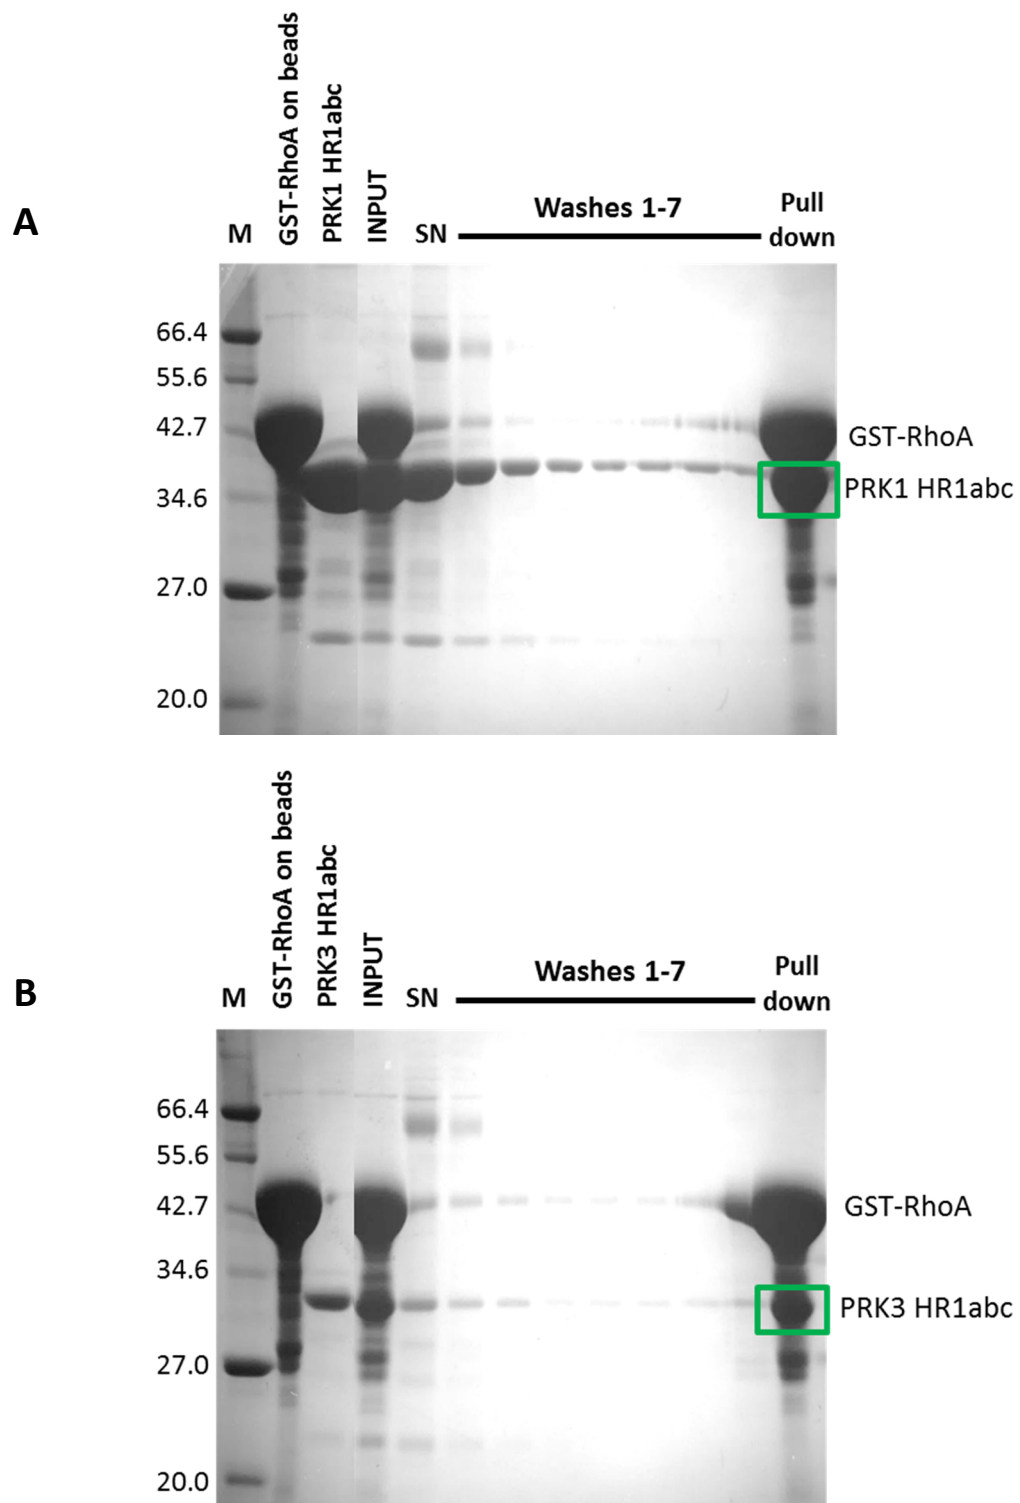 A
M
GST-RhoA on beads
PRK1 HR1abc
INPUT
SN
Washes 1-7
Pull
down
66.4
55.6
42.7
34.6
27.0
20.0
GST-RhoA
PRK1 HR1abc
B
M
GST-RhoA on beads
PRK3 HR1abc
INPUT
SN
Washes 1-7
Pull
down
66.4
55.6
42.7
34.6
27.0
20.0
GST-RhoA
PRK3 HR1abc